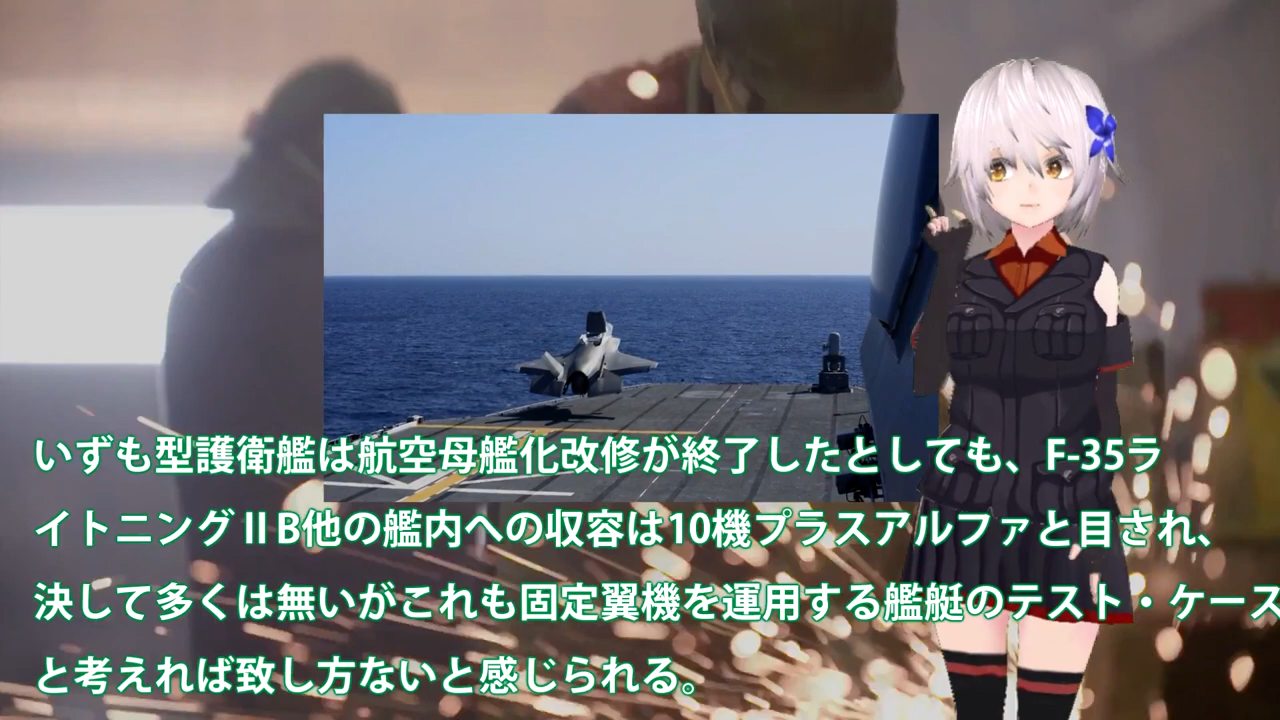 いずも型護衛艦は航空母艦化改修が終了したとしても、F-35ラ
イトニングⅡB他の艦内への収容は10機プラスアルファと目され、
決して多くは無いがこれも固定翼機を運用する艦艇のテスト・ケース
と考えれば致し方ないと感じられる。